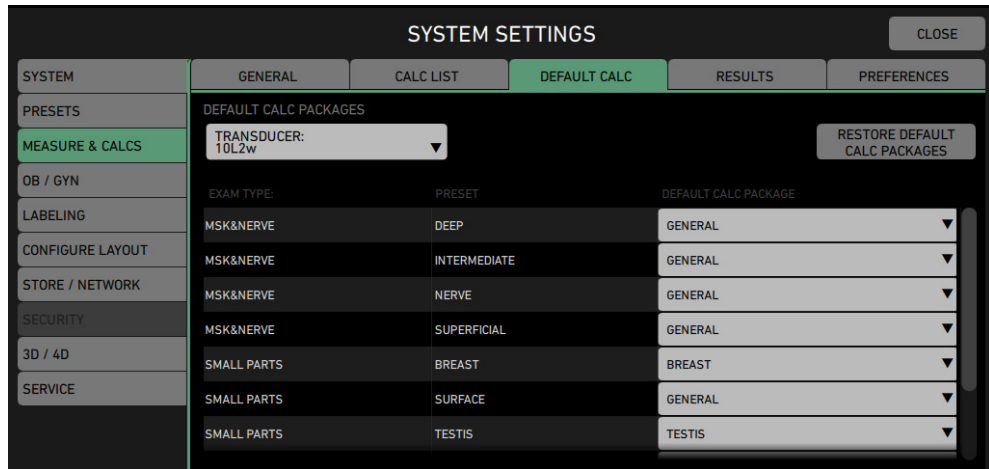 SYSTEM SETTINGS
CLOSE
SYSTEM
PRESETS
MEASURE & CALCS
OB / GYN
LABELING
CONFIGURE LAYOUT
STORE / NETWORK
SECURITY
3D / 4D
SERVICE
GENERAL CALC LIST DEFAULT CALC RESULTS PREFERENCES
DEFAULT CALC PACKAGES
TRANSDUCER:
10L2w
RESTORE DEFAULT
CALC PACKAGES
EXAM TYPE: PRESET DEFAULT CALC PACKAGE
MSK&NERVE DEEP GENERAL
MSK&NERVE INTERMEDIATE GENERAL
MSK&NERVE NERVE GENERAL
MSK&NERVE SUPERFICIAL GENERAL
SMALL PARTS BREAST BREAST
SMALL PARTS SURFACE GENERAL
SMALL PARTS TESTIS TESTIS